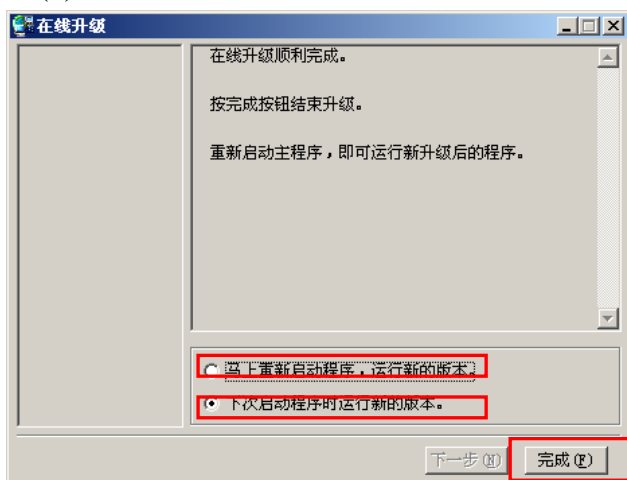 在线升级
在线升级顺利完成。
按完成按钮结束升级。
重新启动主程序，即可运行新升级后的程序。
马上重新启动程序，运行新的版本。
下次启动程序时运行新的版本。
下一步(N)
完成(F)